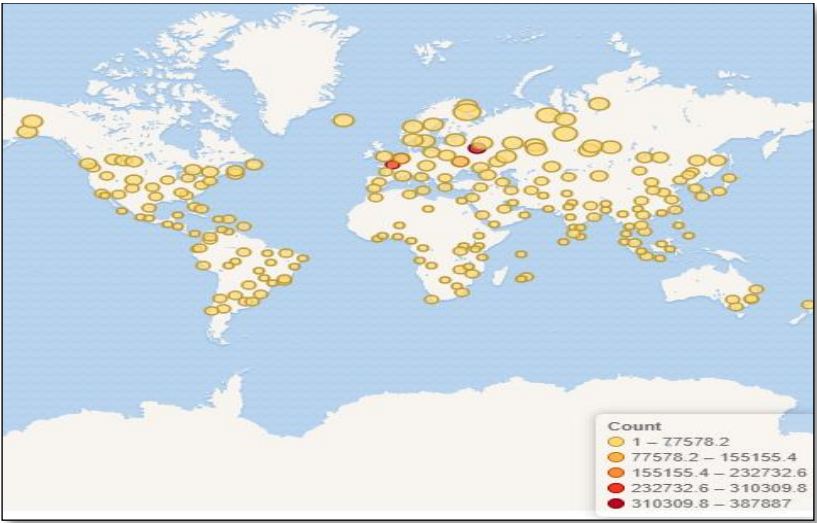 Count
1 – 77578.2
77578.2 – 155155.4
155155.4 – 232732.6
232732.6 – 310309.8
310309.8 – 387887